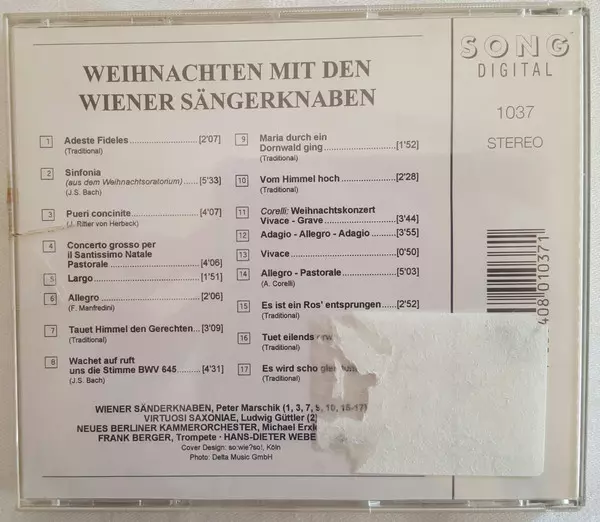 SONG
DIGITAL
1037
STEREO
WEIHNACHTEN MIT DEN
WIENER SÄNGERKNABEN
1 Adeste Fideles [2'07]
(Traditional)
2 Sinfonia
(aus dem Weihnachtsoratorium) [5'33]
(J.S. Bach)
3 Pueri concinite [4'07]
(J. Ritter von Herbeck)
4 Concerto grosso per
il Santissimo Natale
Pastorale [4'06]
5 Largo [1'51]
6 Allegro [2'06]
(F. Manfredini)
7 Tauet Himmel den Gerechten [3'09]
(Traditional)
8 Wachet auf ruft
uns die Stimme BWV 645 [4'31]
(J.S. Bach)
9 Maria durch ein
Dornwald ging [1'52]
(Traditional)
10 Vom Himmel hoch [2'28]
(Traditional)
11 Corelli: Weihnachtskonzert
Vivace - Grave [3'44]
12 Adagio - Allegro - Adagio [3'55]
13 Vivace [0'50]
14 Allegro - Pastorale [5'03]
(A. Corelli)
15 Es ist ein Ros' entsprungen [2'52]
(Traditional)
16 Tuet eilends
(Traditional)
17 Es wird scho
WIENER SÄNDERKNABEN, Peter Marschik (1, 3, 7, 9, 10, 15-17)
VIRTUOSI SAXONIAE, Ludwig Güttler (2)
NEUES BERLINER KAMMERORCHESTER, Michael
FRANK BERGER, Trompete · HANS-DIETER
Cover Design: so:wie?so!, Köln
Photo: Delta Music GmbH
408 010371